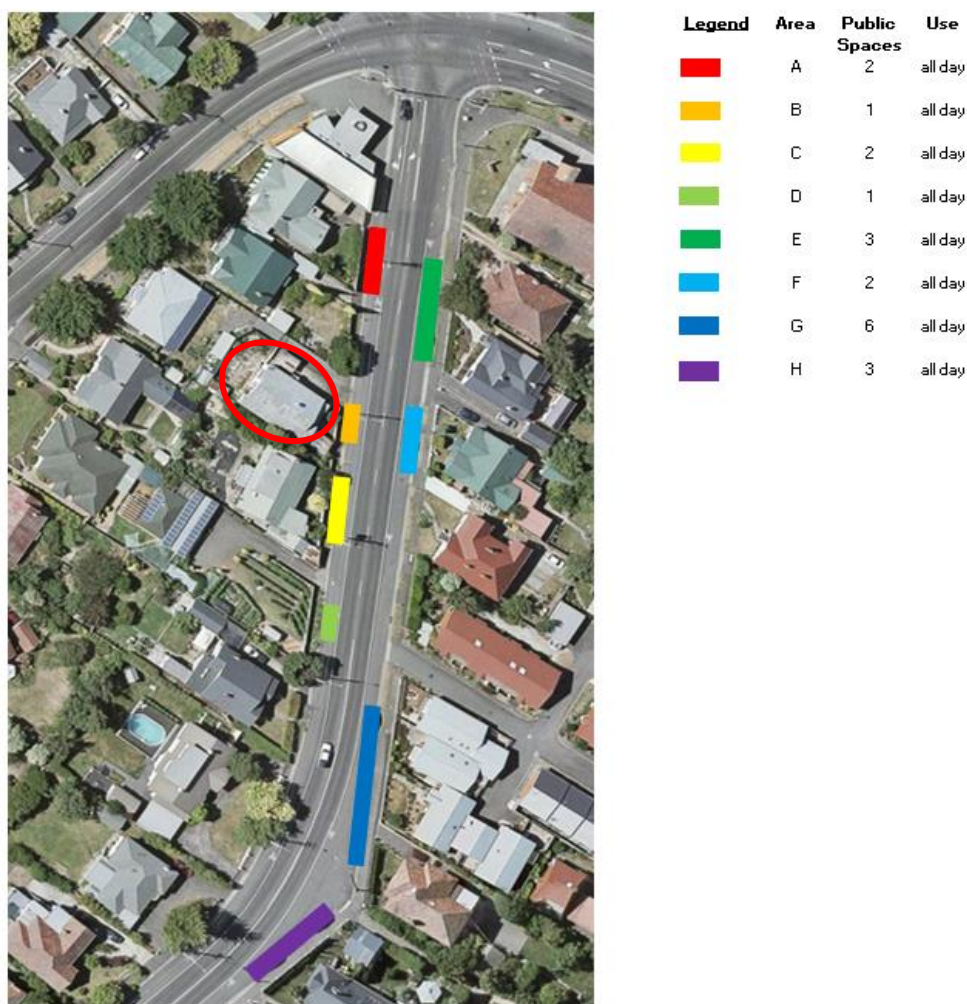 Legend Area Public Spaces Use
A 2 all day
B 1 all day
C 2 all day
D 1 all day
E 3 all day
F 2 all day
G 6 all day
H 3 all day